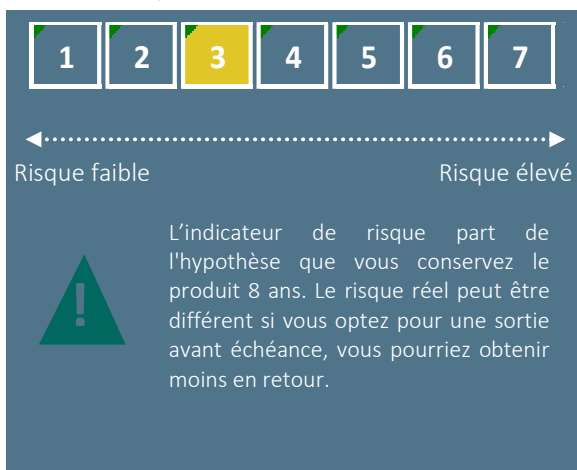 1 2 3 4 5 6 7
Risque faible Risque élevé
L’indicateur de risque part de
l'hypothèse que vous conservez le
produit 8 ans. Le risque réel peut être
différent si vous optez pour une sortie
avant échéance, vous pourriez obtenir
moins en retour.
!